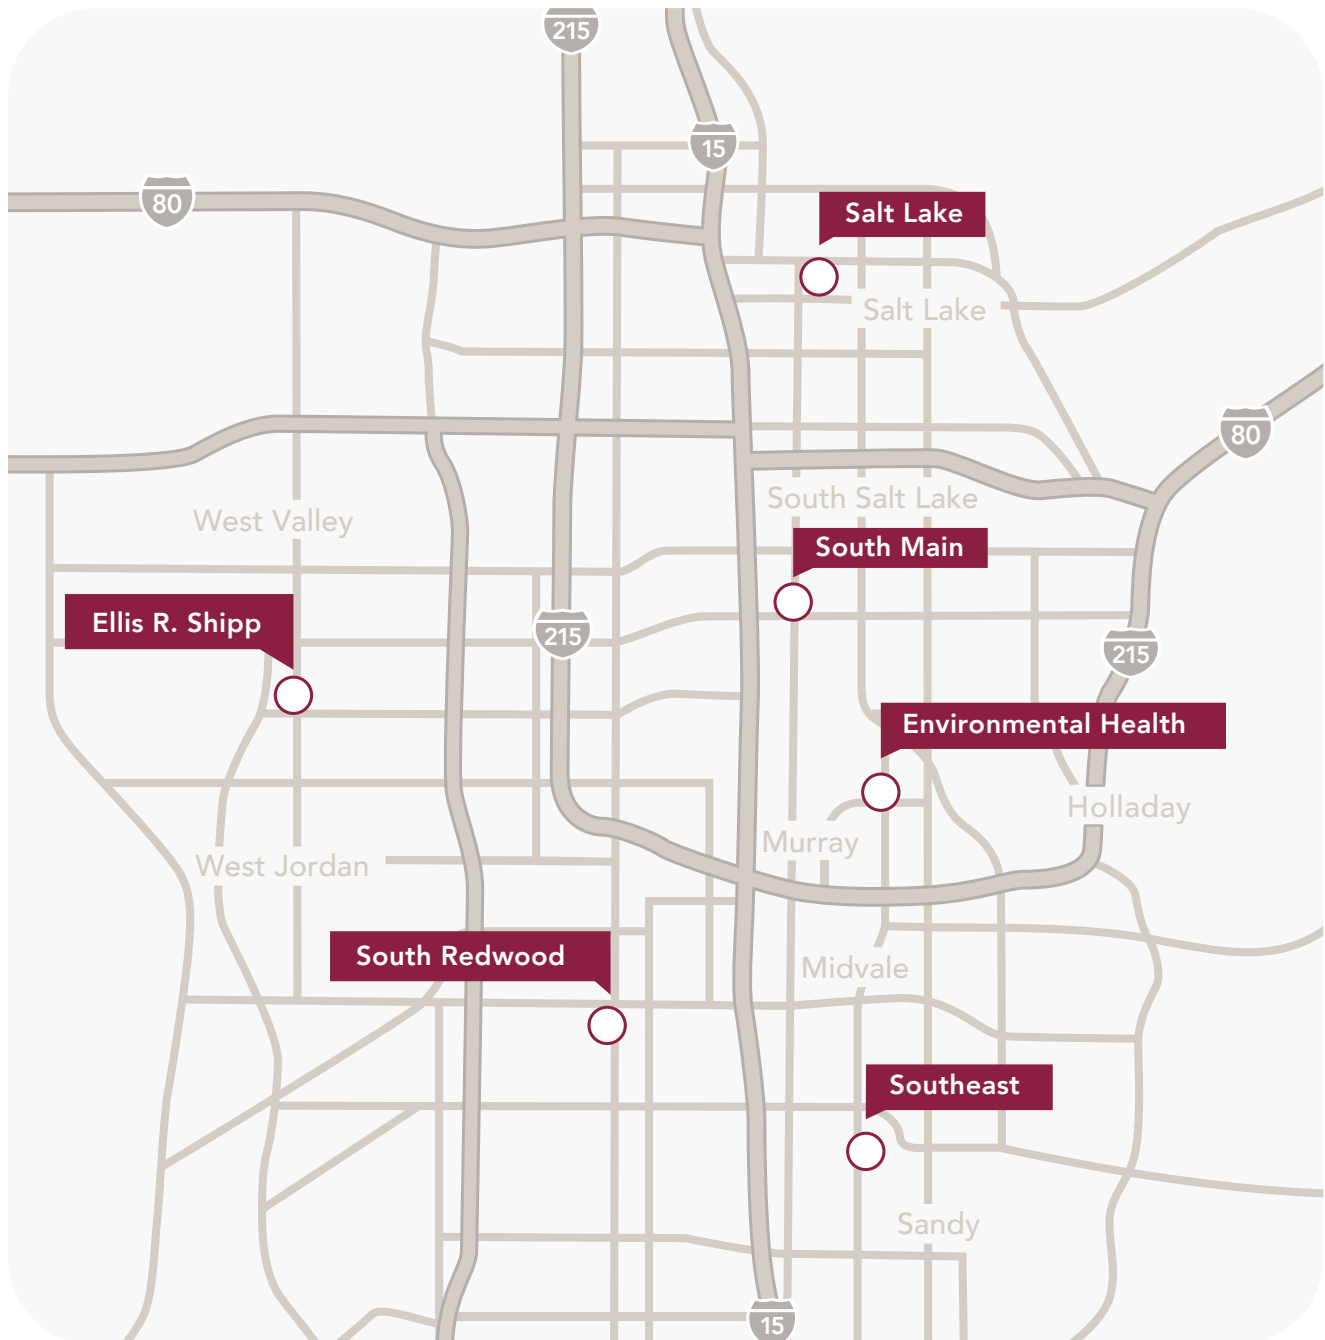 215
15
80
Salt Lake
Salt Lake
80
South Salt Lake
West Valley
South Main
Ellis R. Shipp
215
215
Environmental Health
Holladay
Murray
West Jordan
South Redwood
Midvale
Southeast
Sandy
15